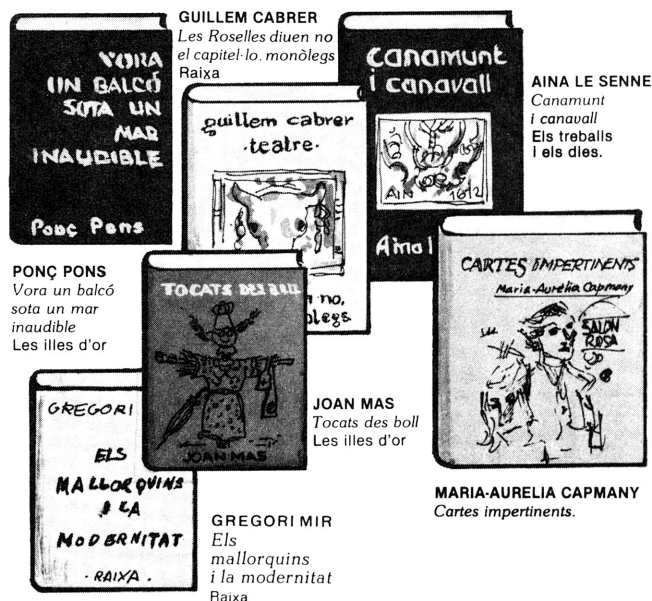 GUILLEM CABRER
Les Roselles diuen no
el capitel·lo. monòlegs
Raixa
VORA
UN BALCÓ
SOTA UN
MAR
INAUDIBLE
Ponç Pons
canamunt
i canavall
AIN 1612
Aina l
AINA LE SENNE
Canamunt
i canavall
Els treballs
i els dies.
guillem cabrer
·teatre·
no,
olegs
CARTES IMPERTINENTS
Maria-Aurèlia Capmany
SALON
ROSA
PONÇ PONS
Vora un balcó
sota un mar
inaudible
Les illes d'or
TOCATS DES BOLL
JOAN MAS
JOAN MAS
Tocats des boll
Les illes d'or
GREGORI
ELS
MALLORQUINS
I LA
MODERNITAT
·RAIXA·
MARIA-AURELIA CAPMANY
Cartes impertinents.
GREGORI MIR
Els
mallorquins
i la modernitat
Raixa